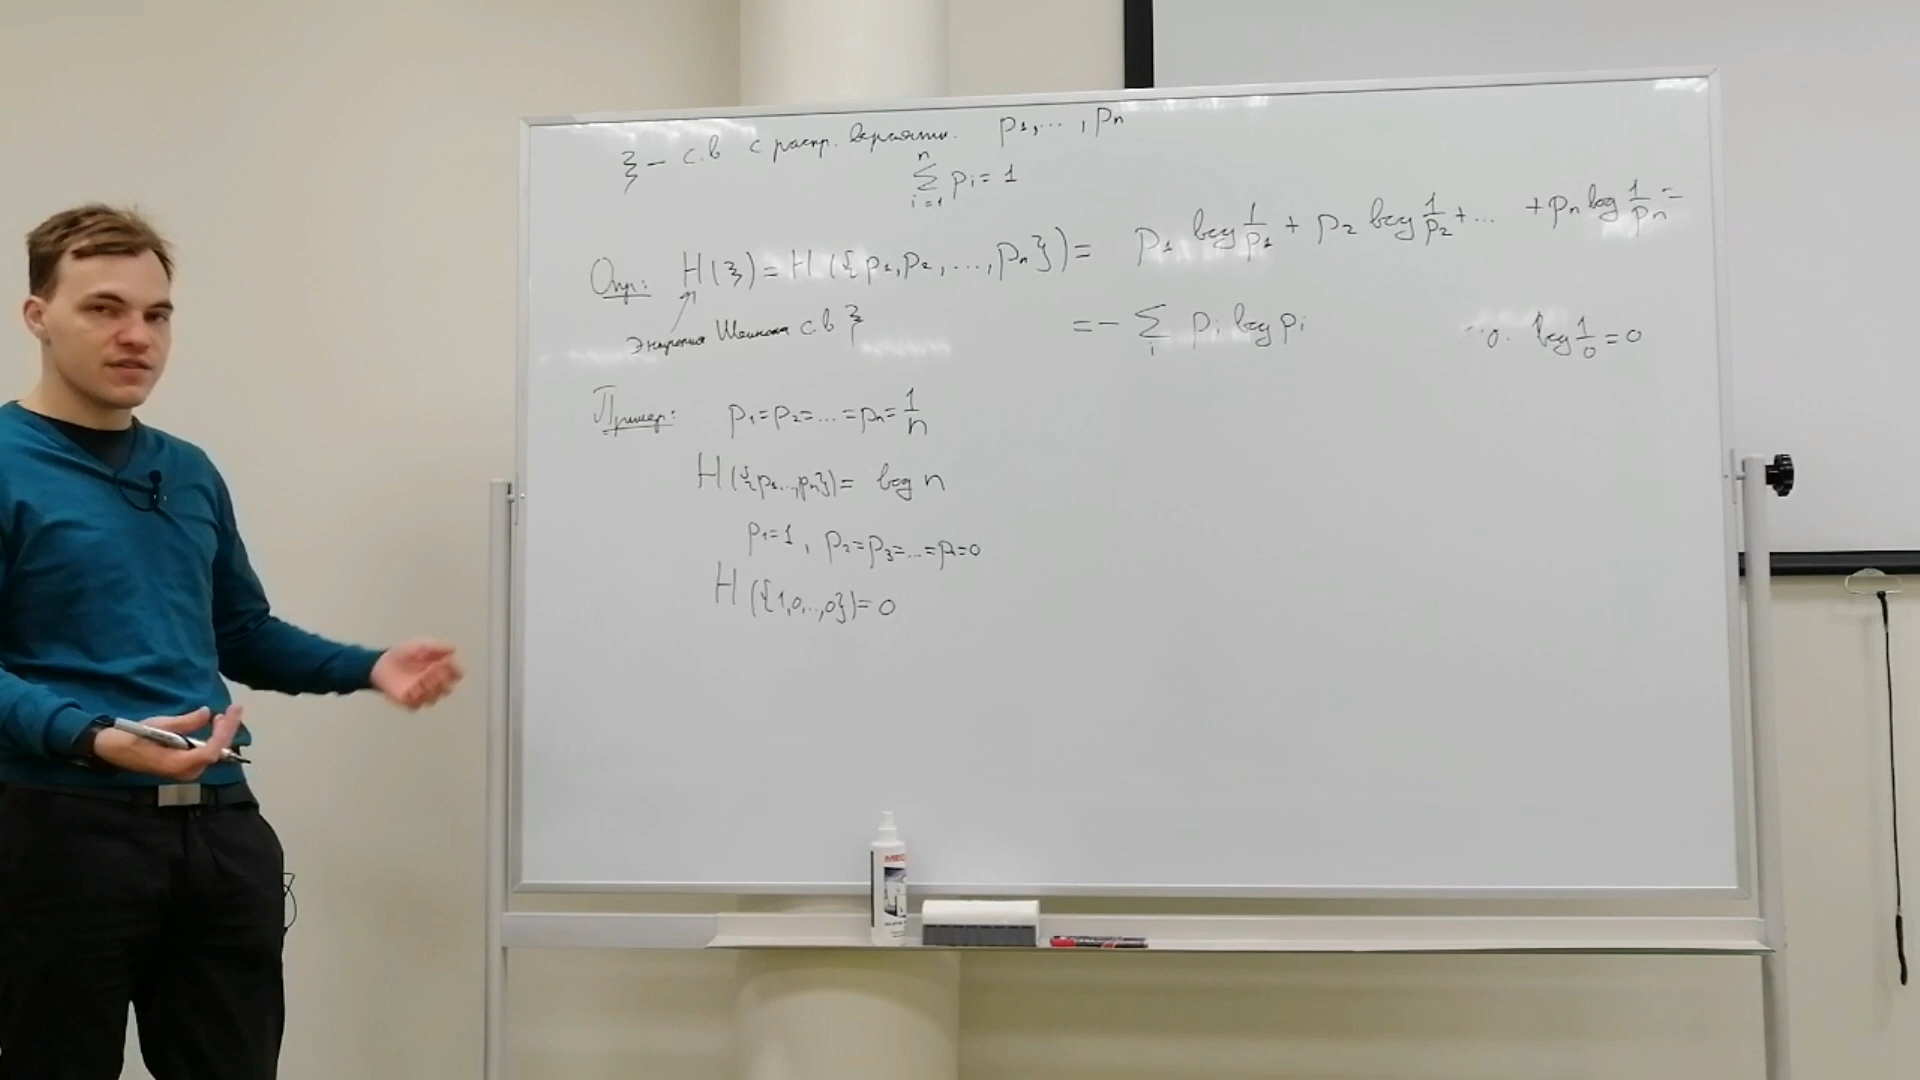 ξ – с.в с распр. вероятн. p₁,...,pₙ
∑ᵢ₌₁ⁿ pᵢ = 1
Опр: H(ξ) = H({p₁,p₂,...,pₙ}) = p₁ log 1/p₁ + p₂ log 1/p₂ + ... + pₙ log 1/pₙ =
Энтропия Шеннона с.в ξ
= − ∑ᵢ pᵢ log pᵢ
0· log 1/0 = 0
Пример: p₁=p₂=...=pₙ= 1/n
H({p₁...,pₙ}) = log n
p₁=1, p₂=p₃=...=pₙ=0
H({1,0,..,0})=0